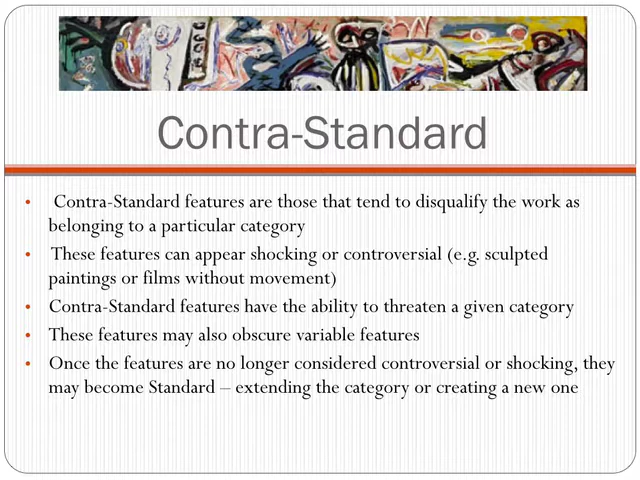 Contra-Standard
• Contra-Standard features are those that tend to disqualify the work as
belonging to a particular category
• These features can appear shocking or controversial (e.g. sculpted
paintings or films without movement)
• Contra-Standard features have the ability to threaten a given category
• These features may also obscure variable features
• Once the features are no longer considered controversial or shocking, they
may become Standard – extending the category or creating a new one